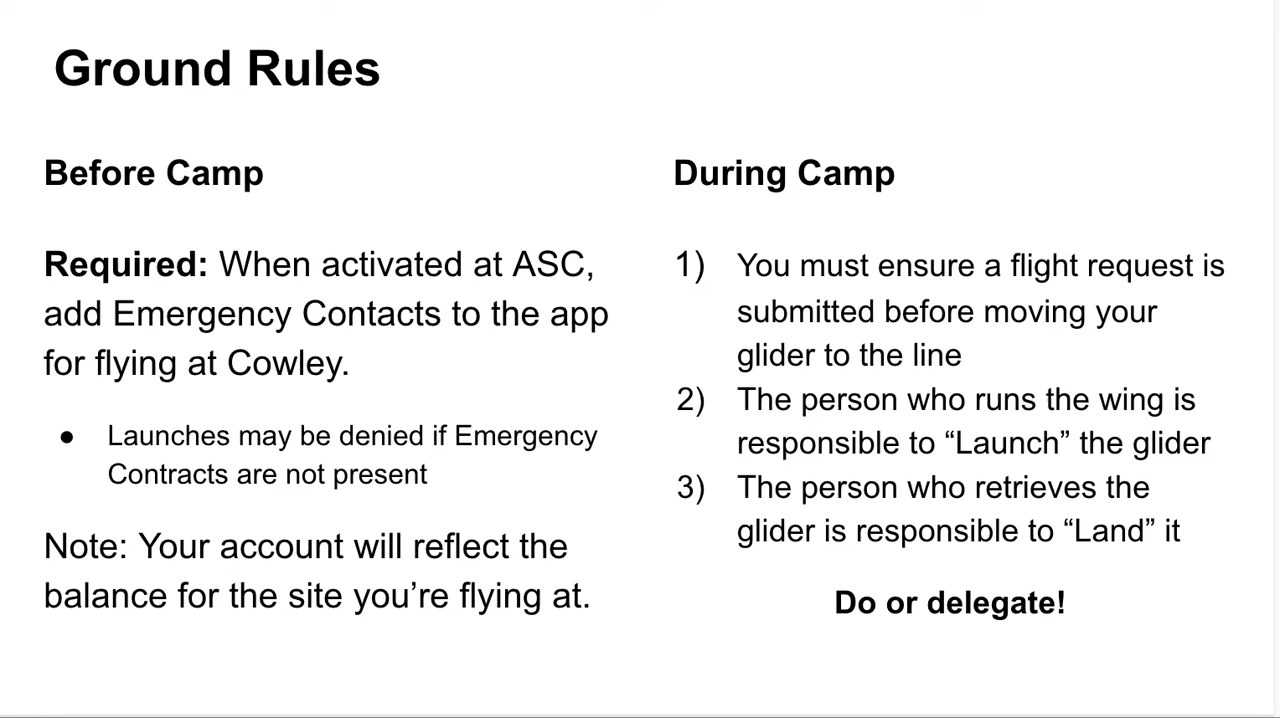 Ground Rules
Before Camp
Required: When activated at ASC,
add Emergency Contacts to the app
for flying at Cowley.
● Launches may be denied if Emergency
Contracts are not present
Note: Your account will reflect the
balance for the site you’re flying at.
During Camp
1) You must ensure a flight request is
submitted before moving your
glider to the line
2) The person who runs the wing is
responsible to “Launch” the glider
3) The person who retrieves the
glider is responsible to “Land” it
Do or delegate!